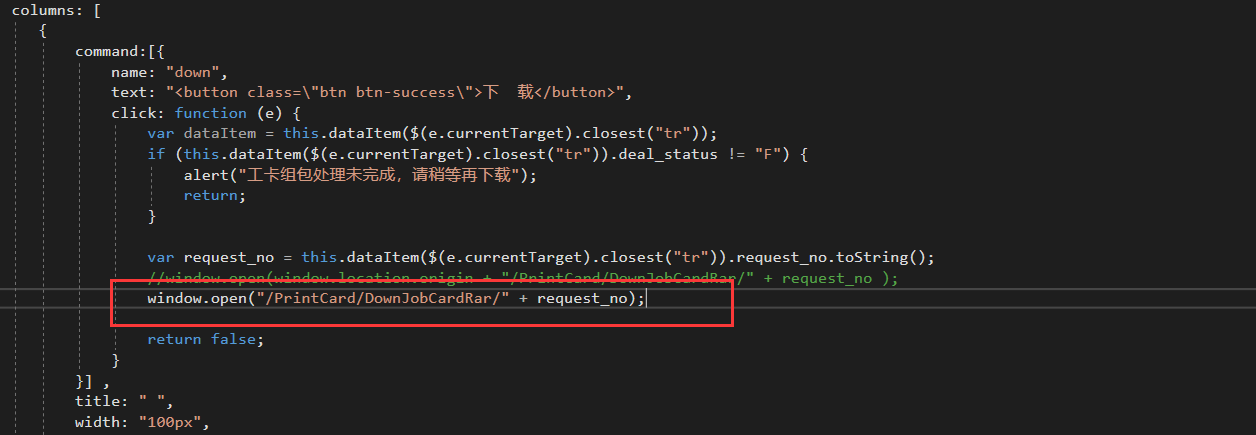 columns: [
{
command:[{
name: "down",
text: "<button class=\"btn btn-success\">下  载</button>",
click: function (e) {
var dataItem = this.dataItem($(e.currentTarget).closest("tr"));
if (this.dataItem($(e.currentTarget).closest("tr")).deal_status != "F") {
alert("工卡组包处理未完成，请稍等再下载");
return;
}
var request_no = this.dataItem($(e.currentTarget).closest("tr")).request_no.toString();
//window.open(window.location.origin + "/PrintCard/DownJobCardRar/" + request_no );
window.open("/PrintCard/DownJobCardRar/" + request_no);
return false;
}
}] ,
title: " ",
width: "100px",